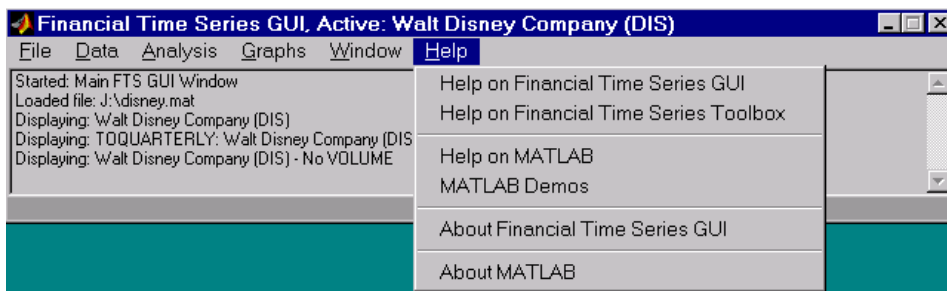 Financial Time Series GUI, Active: Walt Disney Company (DIS)
File Data Analysis Graphs Window Help
Started: Main FTS GUI Window
Loaded file: J:\disney.mat
Displaying: Walt Disney Company (DIS)
Displaying: TOQUARTERLY: Walt Disney Company (DIS
Displaying: Walt Disney Company (DIS) - No VOLUME
Help on Financial Time Series GUI
Help on Financial Time Series Toolbox
Help on MATLAB
MATLAB Demos
About Financial Time Series GUI
About MATLAB